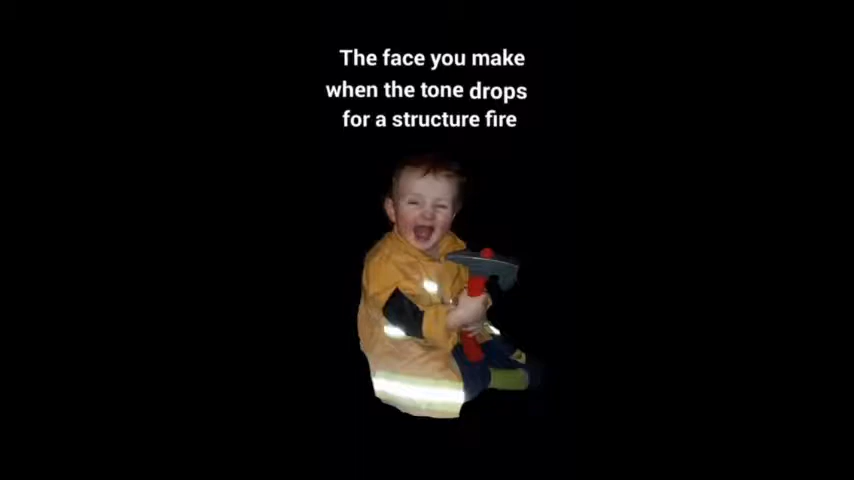 The face you make
when the tone drops
for a structure fire